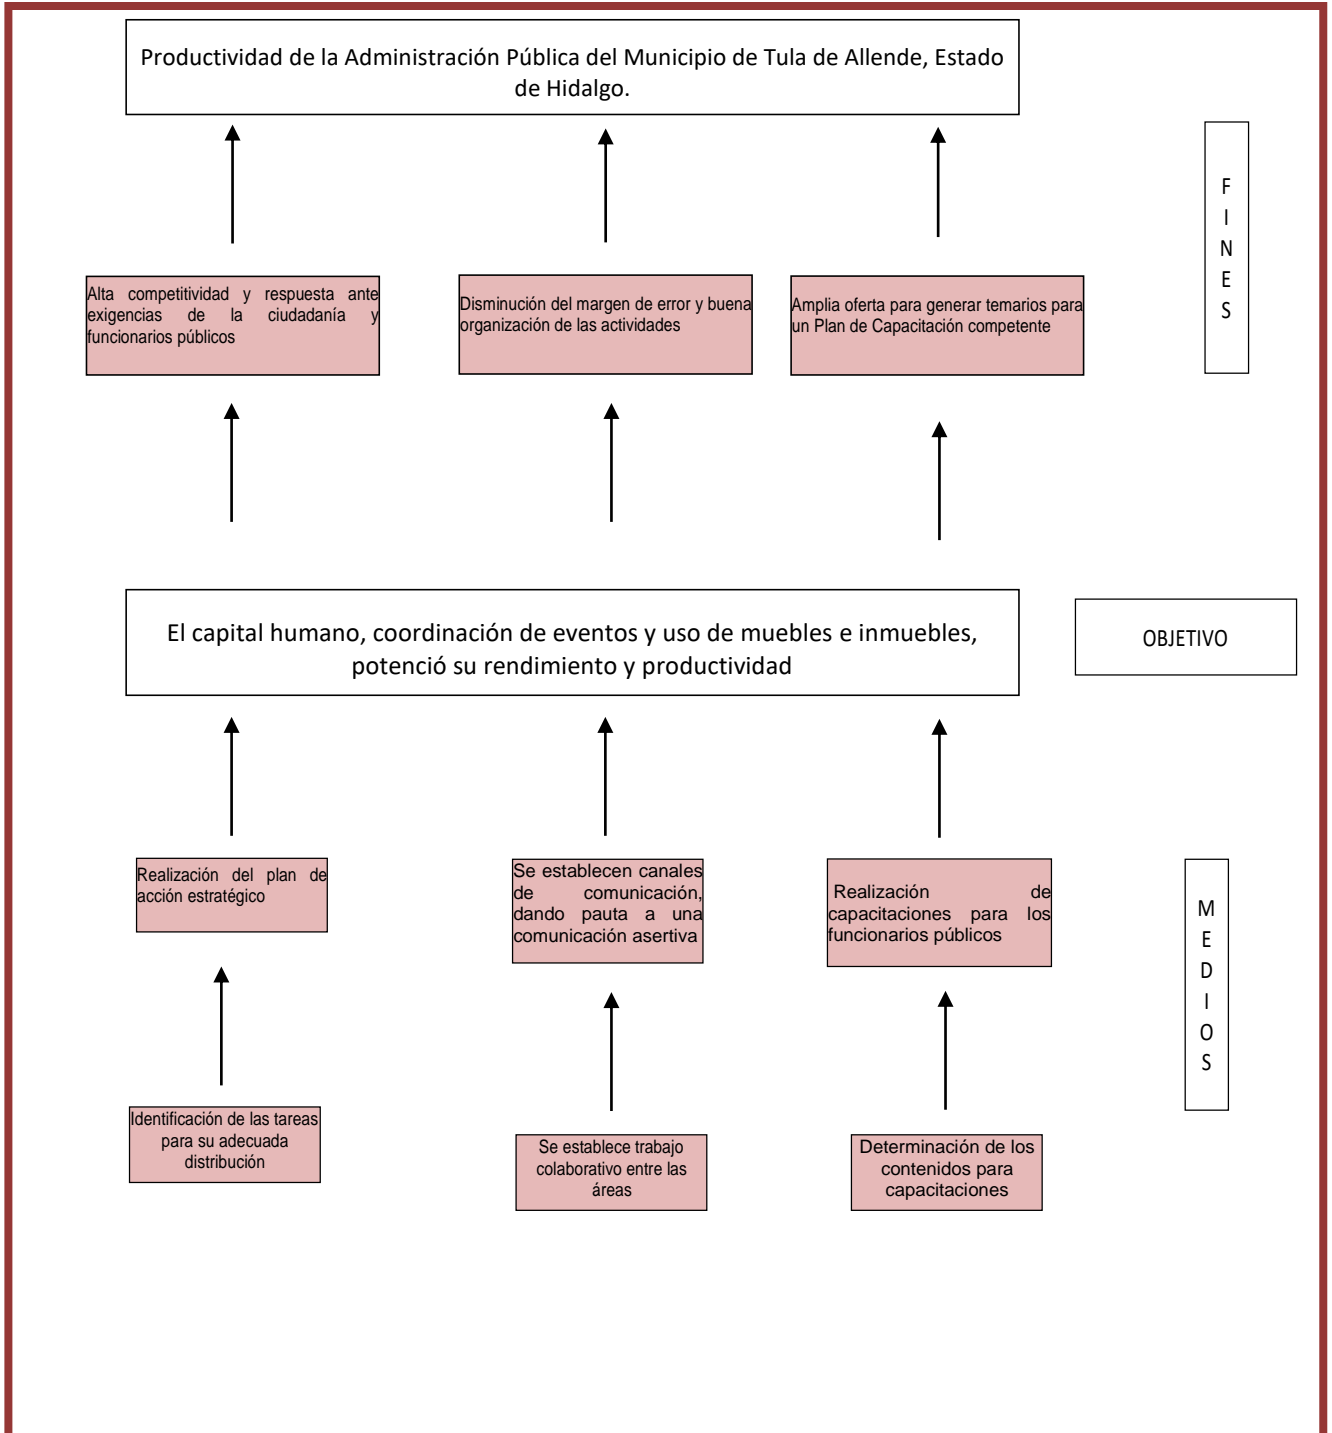 Productividad de la Administración Pública del Municipio de Tula de Allende, Estado
de Hidalgo.
F
I
N
E
S
Alta competitividad y respuesta ante
exigencias de la ciudadanía y
funcionarios públicos
Disminución del margen de error y buena
organización de las actividades
Amplia oferta para generar temarios para
un Plan de Capacitación competente
El capital humano, coordinación de eventos y uso de muebles e inmuebles,
potenció su rendimiento y productividad
OBJETIVO
Realización del plan de
acción estratégico
Se establecen canales
de comunicación,
dando pauta a una
comunicación asertiva
Realización de
capacitaciones para los
funcionarios públicos
M
E
D
I
O
S
Identificación de las tareas
para su adecuada
distribución
Se establece trabajo
colaborativo entre las
áreas
Determinación de los
contenidos para
capacitaciones